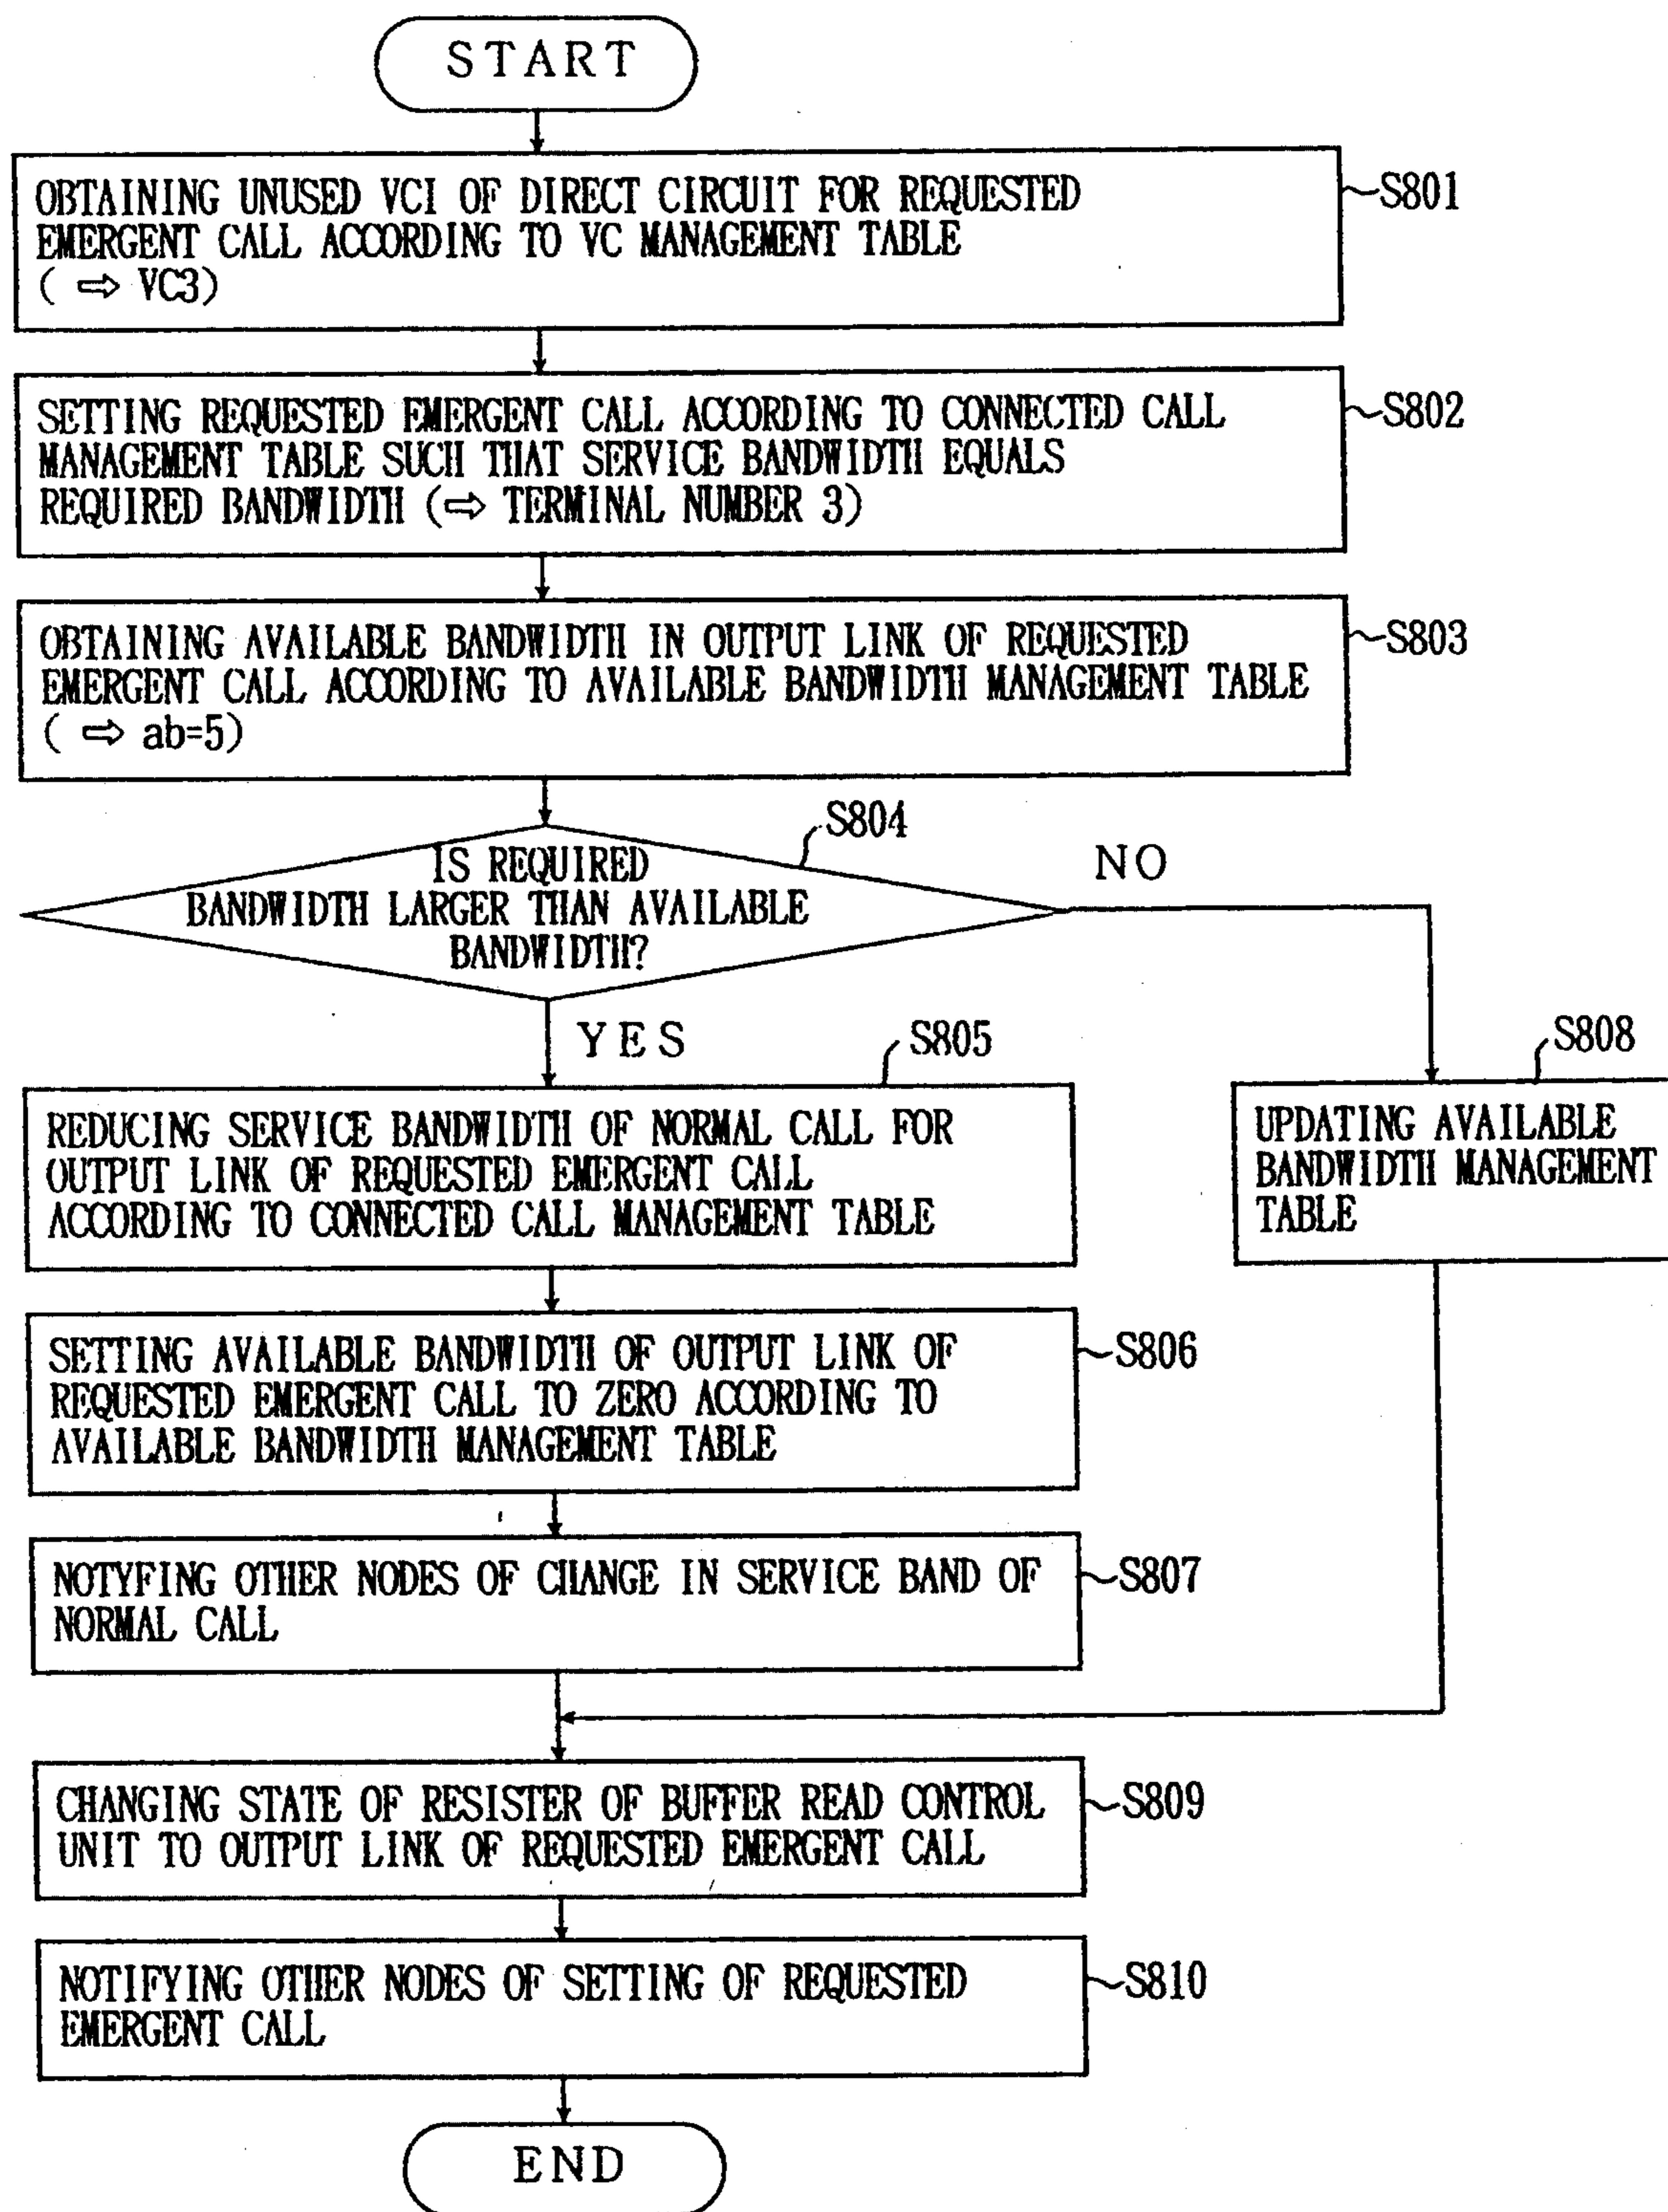 START
OBTAINING UNUSED VCI OF DIRECT CIRCUIT FOR REQUESTED
EMERGENT CALL ACCORDING TO VC MANAGEMENT TABLE
( ⇨ VC3)
S801
SETTING REQUESTED EMERGENT CALL ACCORDING TO CONNECTED CALL
MANAGEMENT TABLE SUCH THAT SERVICE BANDWIDTH EQUALS
REQUIRED BANDWIDTH (⇨ TERMINAL NUMBER 3)
S802
OBTAINING AVAILABLE BANDWIDTH IN OUTPUT LINK OF REQUESTED
EMERGENT CALL ACCORDING TO AVAILABLE BANDWIDTH MANAGEMENT TABLE
( ⇨ ab=5)
S803
S804
IS REQUIRED
BANDWIDTH LARGER THAN AVAILABLE
BANDWIDTH?
NO
YES
S805
REDUCING SERVICE BANDWIDTH OF NORMAL CALL FOR
OUTPUT LINK OF REQUESTED EMERGENT CALL
ACCORDING TO CONNECTED CALL MANAGEMENT TABLE
S808
UPDATING AVAILABLE
BANDWIDTH MANAGEMENT
TABLE
SETTING AVAILABLE BANDWIDTH OF OUTPUT LINK OF
REQUESTED EMERGENT CALL TO ZERO ACCORDING TO
AVAILABLE BANDWIDTH MANAGEMENT TABLE
S806
NOTYFING OTHER NODES OF CHANGE IN SERVICE BAND OF
NORMAL CALL
S807
CHANGING STATE OF RESISTER OF BUFFER READ CONTROL
UNIT TO OUTPUT LINK OF REQUESTED EMERGENT CALL
S809
NOTIFYING OTHER NODES OF SETTING OF REQUESTED
EMERGENT CALL
S810
END